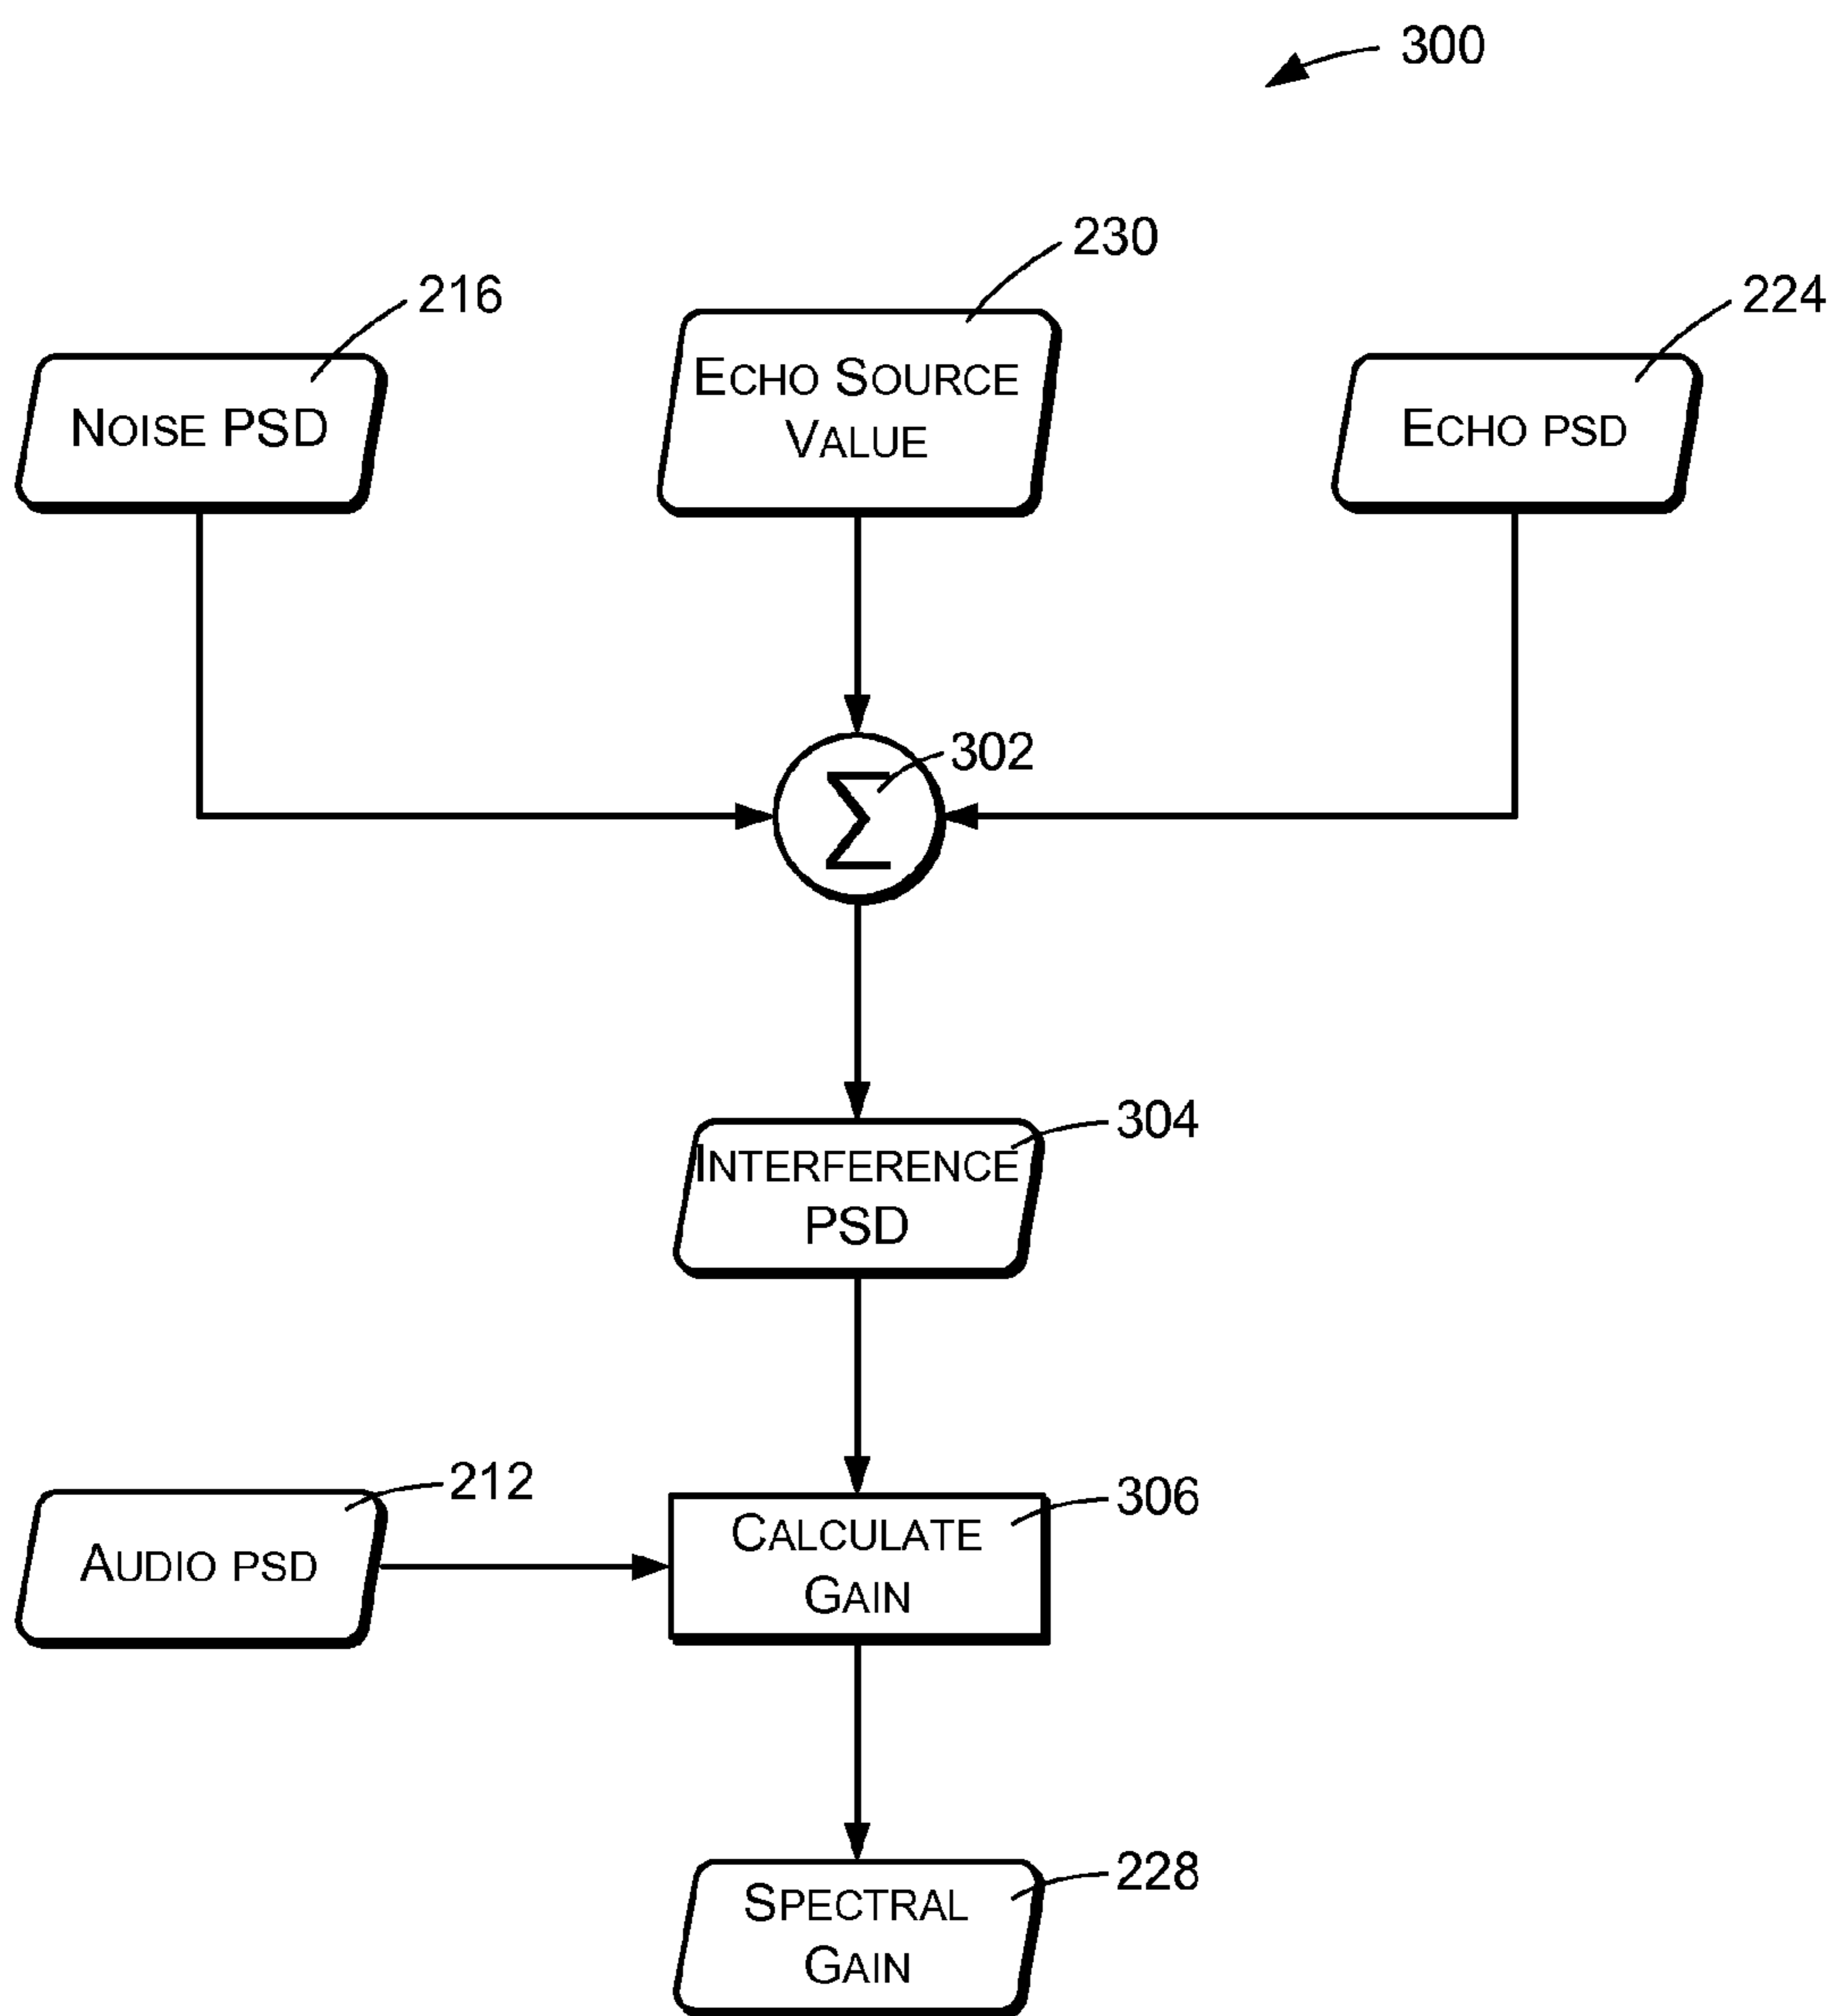 300
230
216
224
ECHO SOURCE
VALUE
NOISE PSD
ECHO PSD
302
Σ
304
INTERFERENCE
PSD
212
306
CALCULATE
GAIN
AUDIO PSD
228
SPECTRAL
GAIN